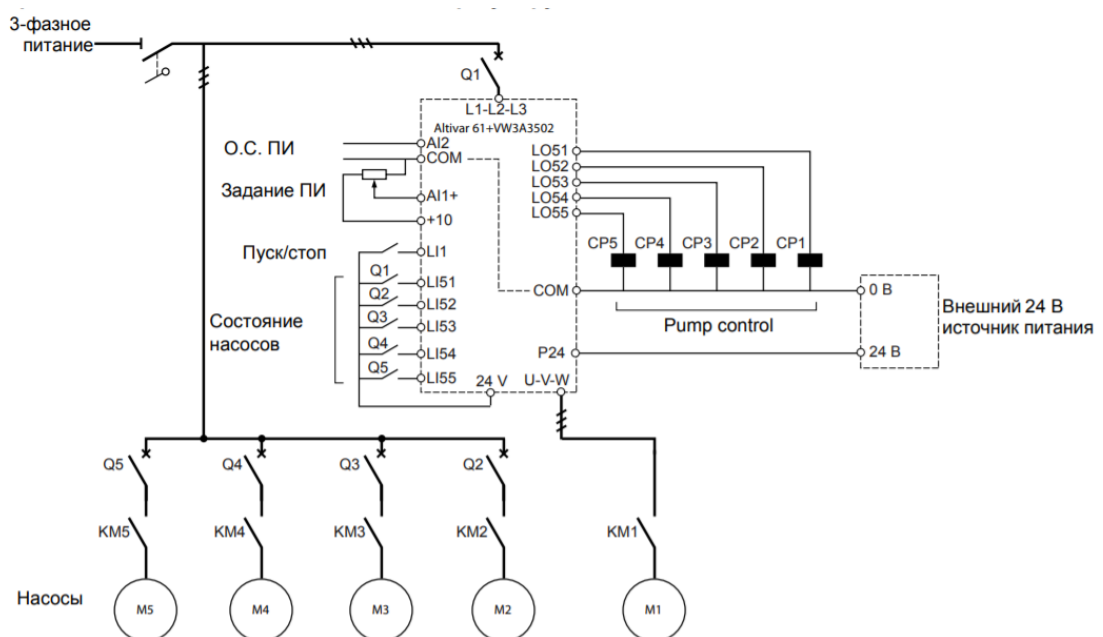 3-фазное
питание
Q1
L1-L2-L3
Altivar 61+VW3A3502
О.С. ПИ
AI2
COM
Задание ПИ
AI1+
+10
Пуск/стоп
LI1
Состояние
насосов
Q1
LI51
Q2
LI52
Q3
LI53
Q4
LI54
Q5
LI55
24 V
U-V-W
LO51
LO52
LO53
LO54
LO55
CP5
CP4
CP3
CP2
CP1
COM
0 В
Pump control
Внешний 24 В
источник питания
P24
24 В
Q5
Q4
Q3
Q2
KM5
KM4
KM3
KM2
KM1
Насосы
M5
M4
M3
M2
M1